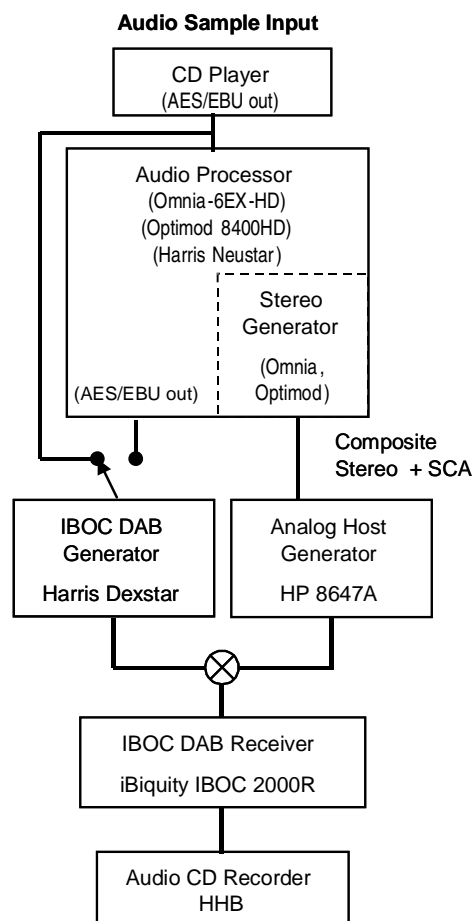 Audio Sample Input
CD Player
(AES/EBU out)
Audio Processor
(Omnia-6EX-HD)
(Optimod 8400HD)
(Harris Neustar)
Stereo
Generator
(Omnia,
Optimod)
(AES/EBU out)
Composite
Stereo + SCA
IBOC DAB
Generator
Harris Dexstar
Analog Host
Generator
HP 8647A
IBOC DAB Receiver
iBiquity IBOC 2000R
Audio CD Recorder
HHB